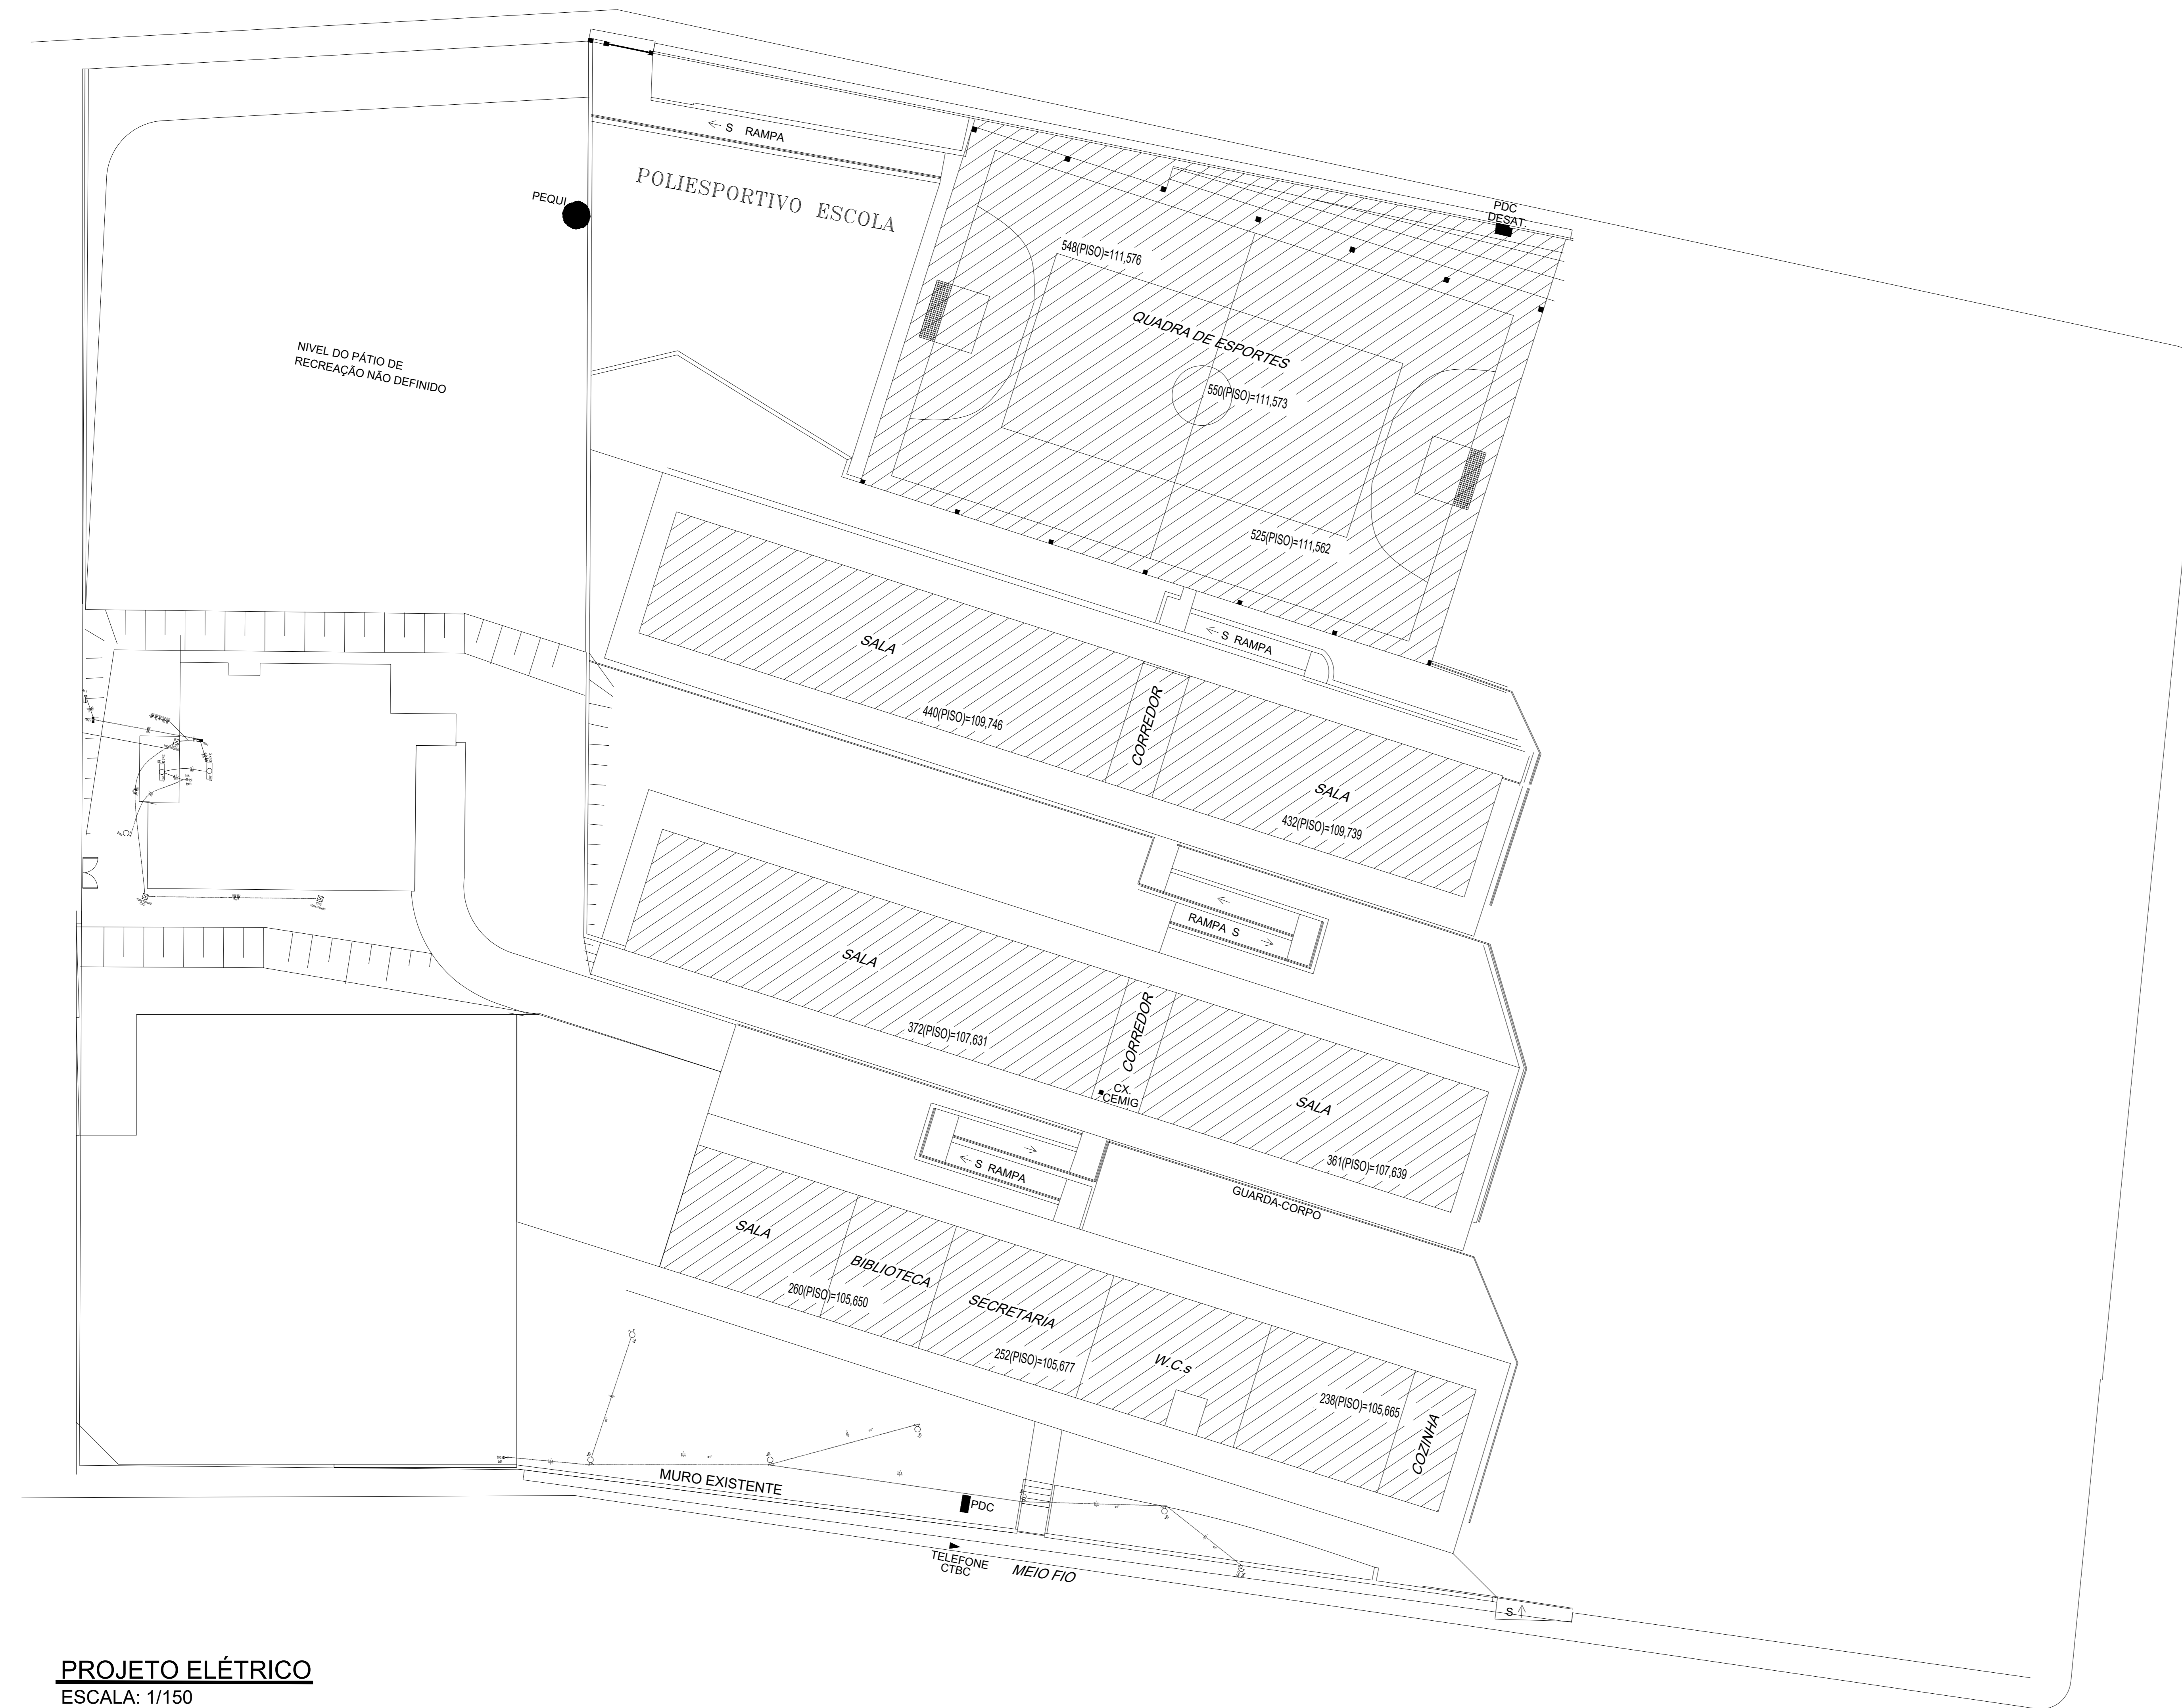 S RAMPA
POLIESPORTIVO ESCOLA
PEQUI
PDC
DESAT.
548(PISO)=111,576
QUADRA DE ESPORTES
NIVEL DO PÁTIO DE
RECREAÇÃO NÃO DEFINIDO
550(PISO)=111,573
525(PISO)=111,562
S RAMPA
SALA
440(PISO)=109,746
CORREDOR
SALA
432(PISO)=109,739
RAMPA S
SALA
372(PISO)=107,631
CORREDOR
CX.
CEMIG
SALA
361(PISO)=107,639
S RAMPA
GUARDA-CORPO
SALA
BIBLIOTECA
260(PISO)=105,650
SECRETARIA
252(PISO)=105,677
W.C.s
238(PISO)=105,665
COZINHA
MURO EXISTENTE
PDC
TELEFONE
CTBC
MEIO FIO
S
PROJETO ELÉTRICO
ESCALA: 1/150